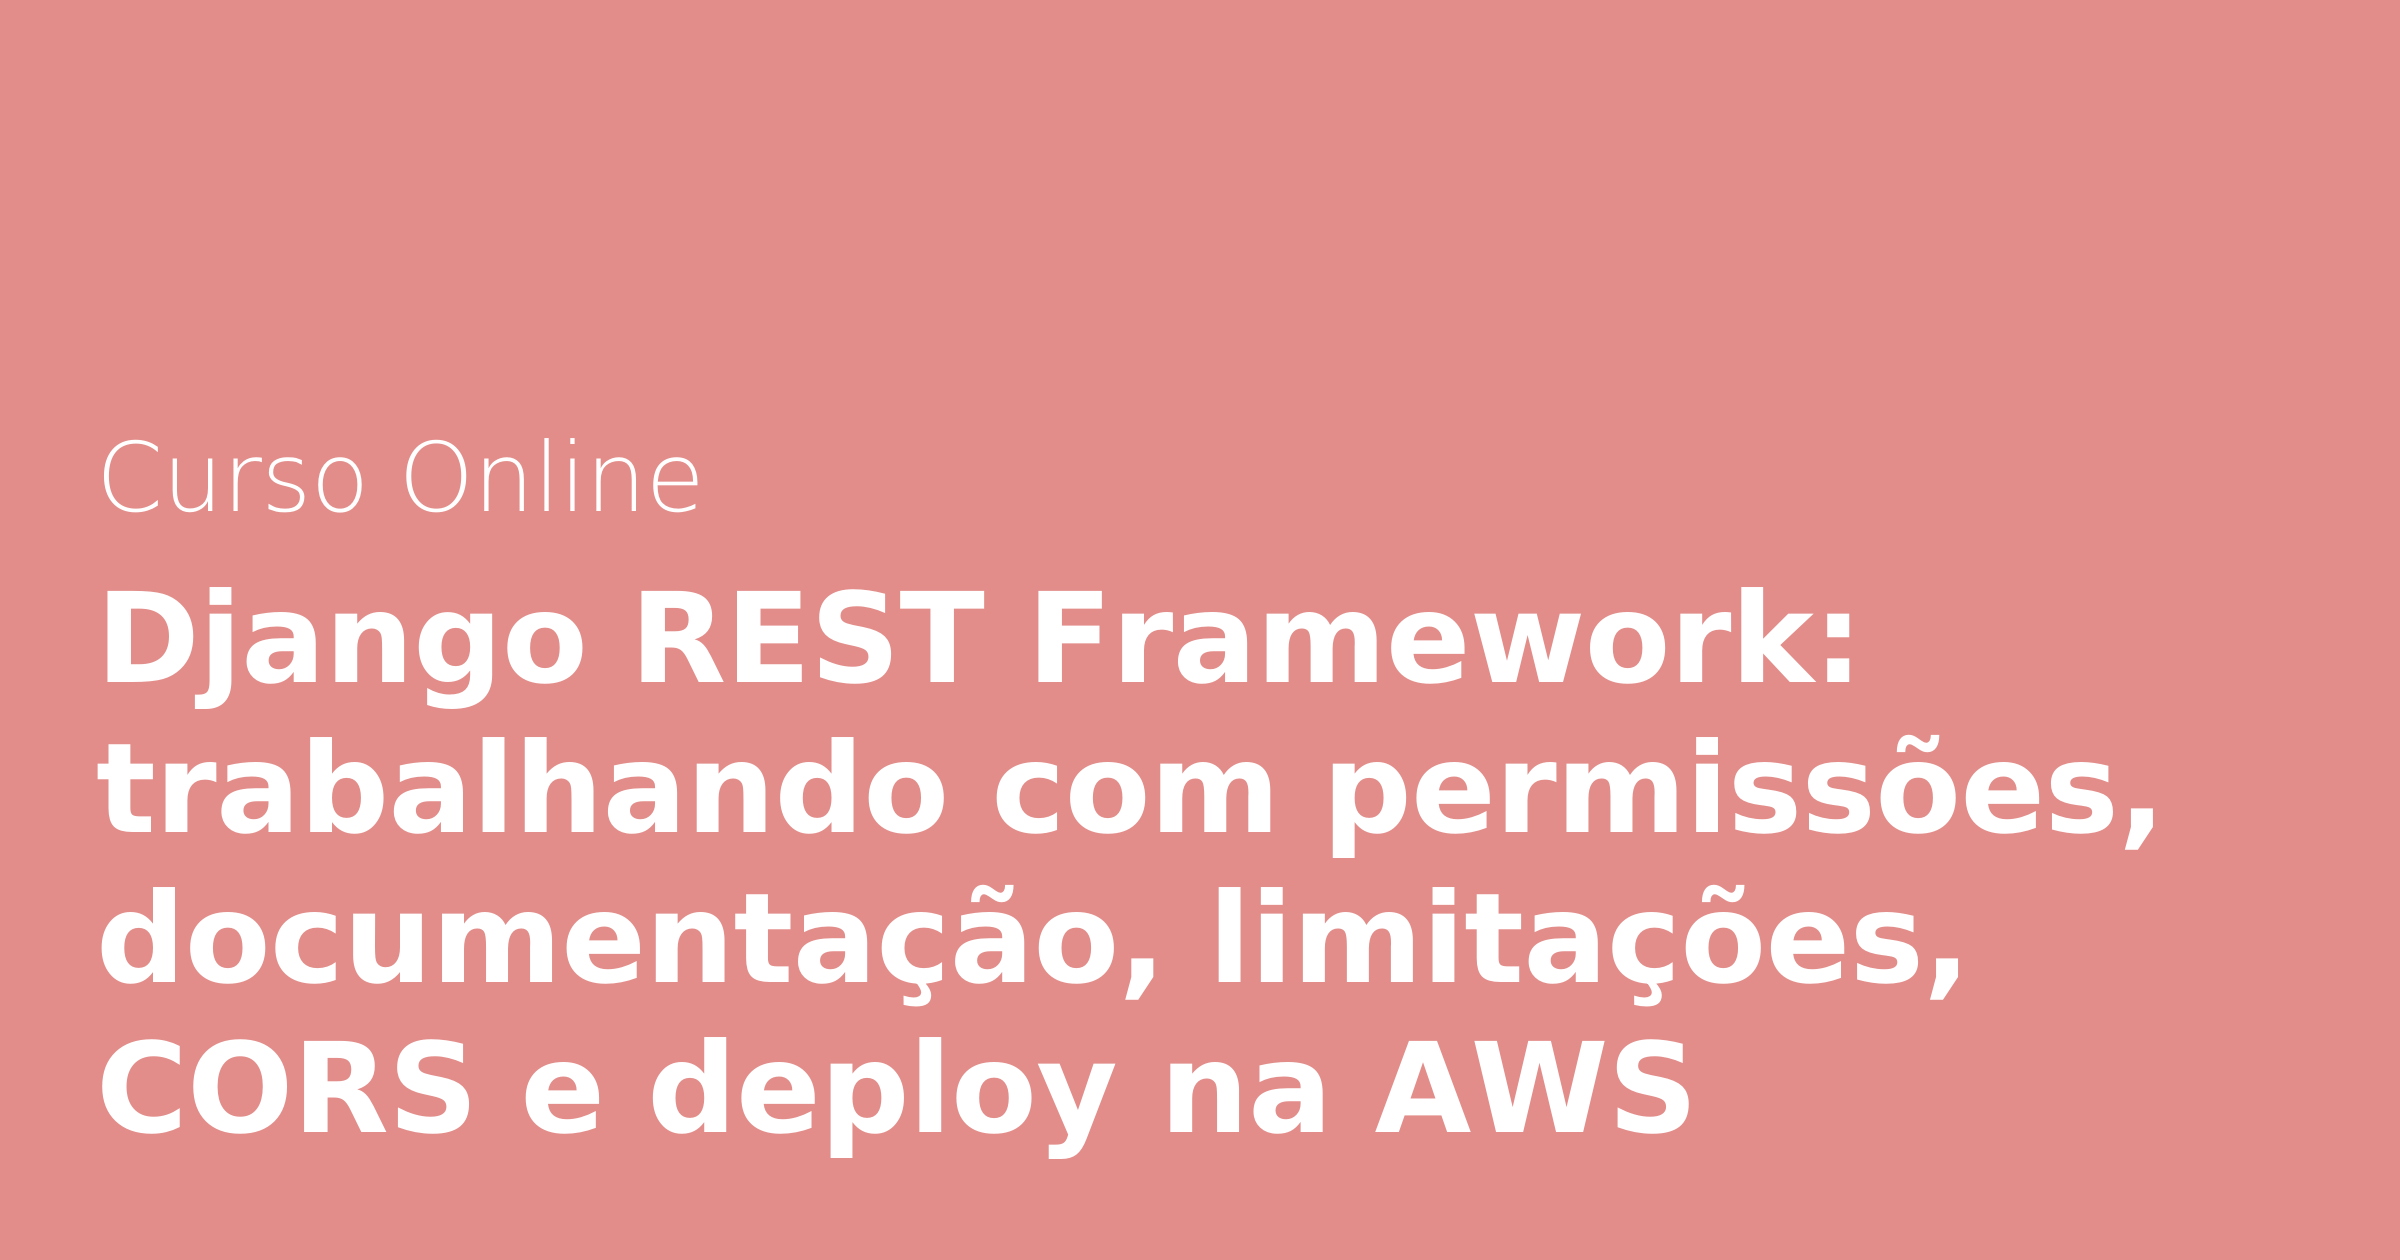 Curso Online
Django REST Framework:
trabalhando com permissões,
documentação, limitações,
CORS e deploy na AWS